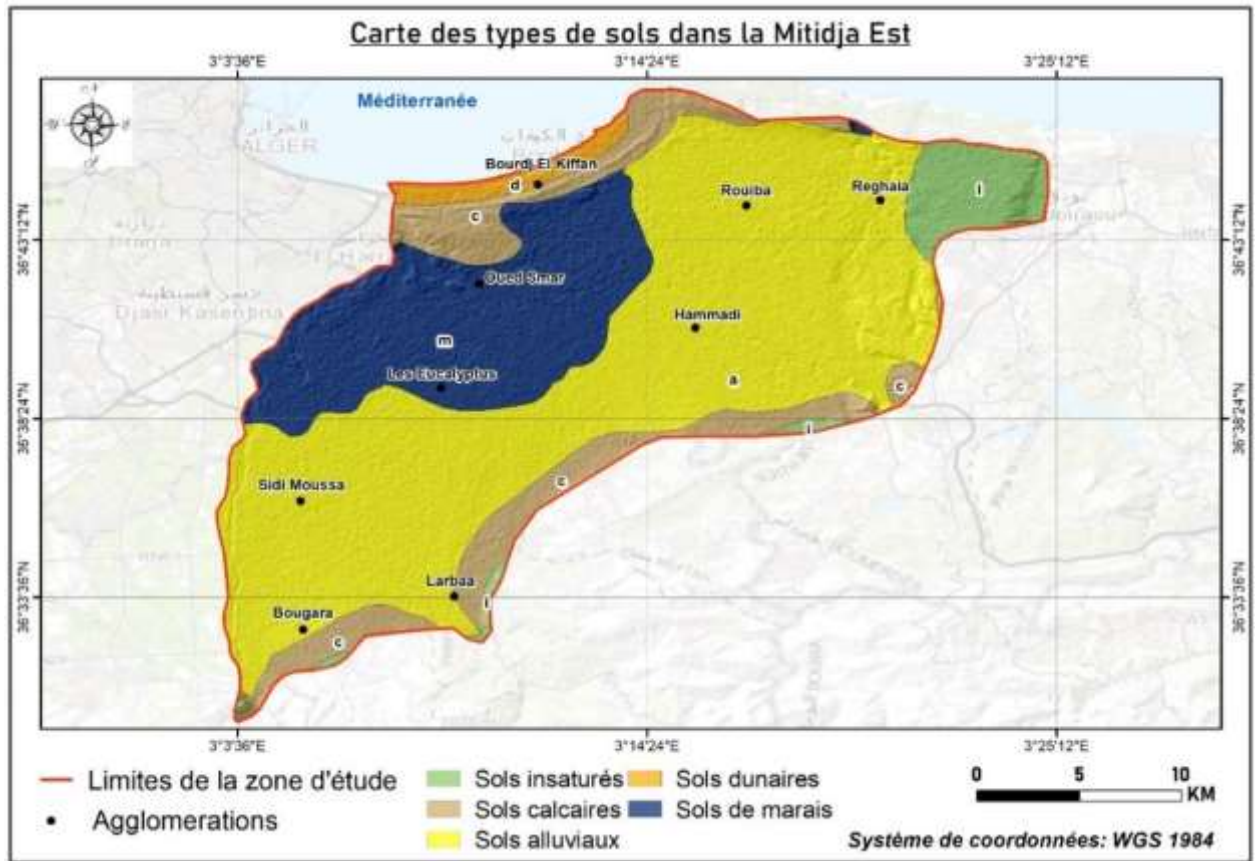 Carte des types de sols dans la Mitidja Est
3°3'36"E 3°14'24"E 3°25'12"E
Méditerranée
الجزائر
ALGER
Bourdj El Kiffan
d
Rouiba
Reghaia
i
c
36°43'12"N 36°43'12"N
Oued Smar
Djasr Kasentina
Hammadi
m
Les Eucalyptus
a
c
36°38'24"N 36°38'24"N
i
c
Sidi Moussa
Larbaa
36°33'36"N 36°33'36"N
i
Bougara
c
3°3'36"E 3°14'24"E 3°25'12"E
Limites de la zone d'étude
Agglomerations
Sols insaturés
Sols calcaires
Sols alluviaux
Sols dunaires
Sols de marais
0 5 10
KM
Système de coordonnées: WGS 1984